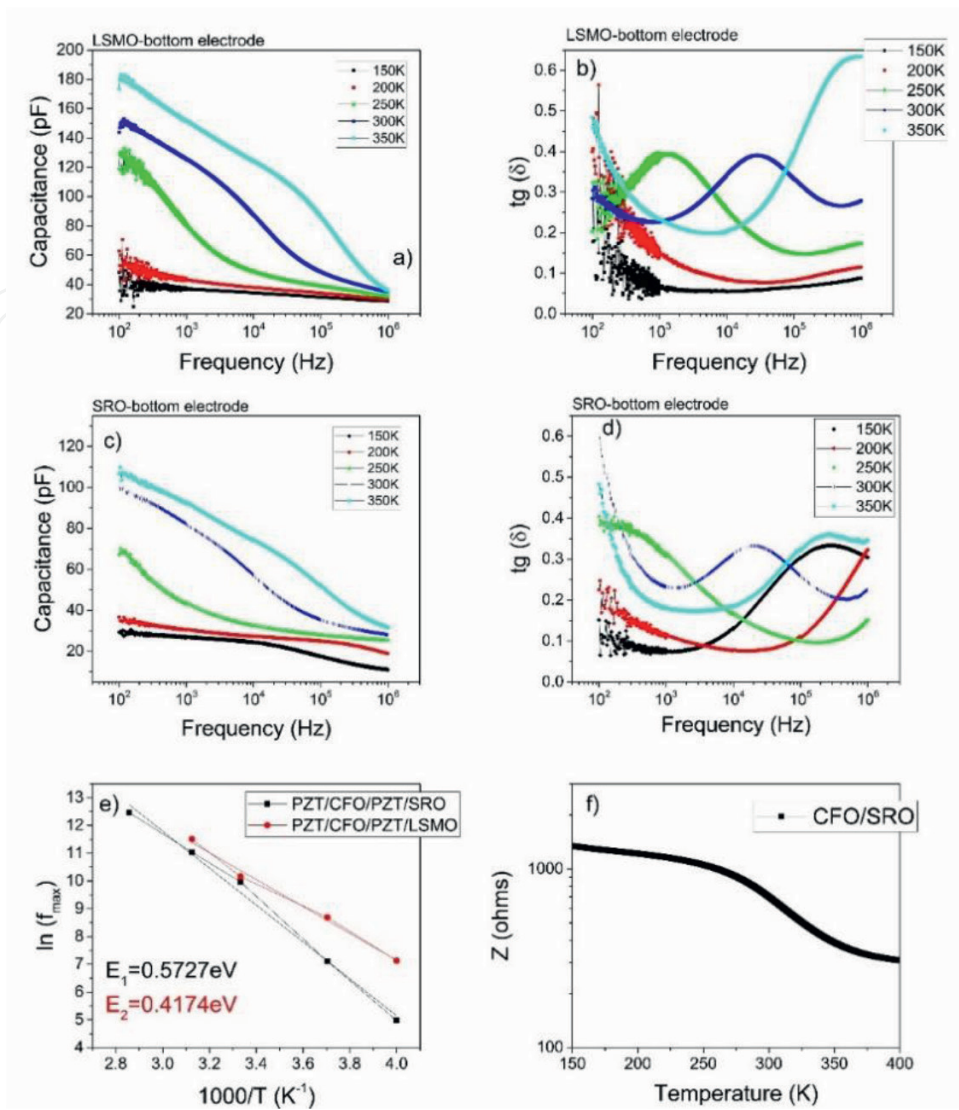 LSMO-bottom electrode
200
180
160
140
120
100
80
60
40
20
Capacitance (pF)
150K
200K
250K
300K
350K
a)
10² 10³ 10⁴ 10⁵ 10⁶
Frequency (Hz)
LSMO-bottom electrode
b)
0.6
0.5
0.4
0.3
0.2
0.1
0.0
tg (δ)
150K
200K
250K
300K
350K
10² 10³ 10⁴ 10⁵ 10⁶
Frequency (Hz)
SRO-bottom electrode
c)
120
100
80
60
40
20
Capacitance (pF)
150K
200K
250K
300K
350K
10² 10³ 10⁴ 10⁵ 10⁶
Frequency (Hz)
SRO-bottom electrode
d)
0.6
0.5
0.4
0.3
0.2
0.1
0.0
tg (δ)
150K
200K
250K
300K
350K
10² 10³ 10⁴ 10⁵ 10⁶
Frequency (Hz)
e)
13
12
11
10
9
8
7
6
5
4
ln (f_max)
PZT/CFO/PZT/SRO
PZT/CFO/PZT/LSMO
E₁=0.5727eV
E₂=0.4174eV
2.8 3.0 3.2 3.4 3.6 3.8 4.0
1000/T (K⁻¹)
f)
CFO/SRO
1000
100
Z (ohms)
150 200 250 300 350 400
Temperature (K)